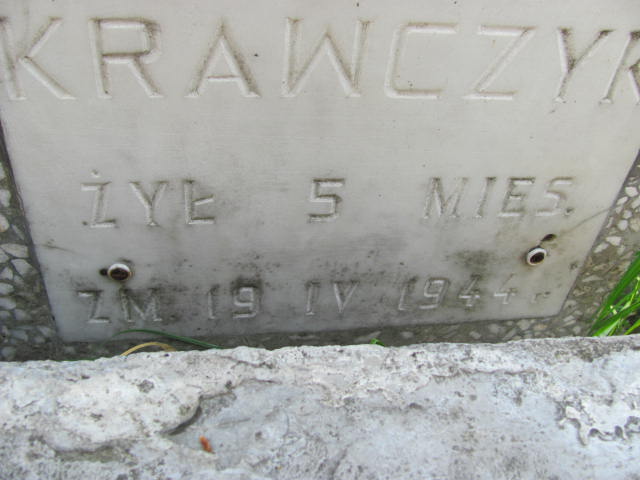 KRAWCZYK
ŻYŁ 5 MIES.
ZM. 19 IV 1944 r